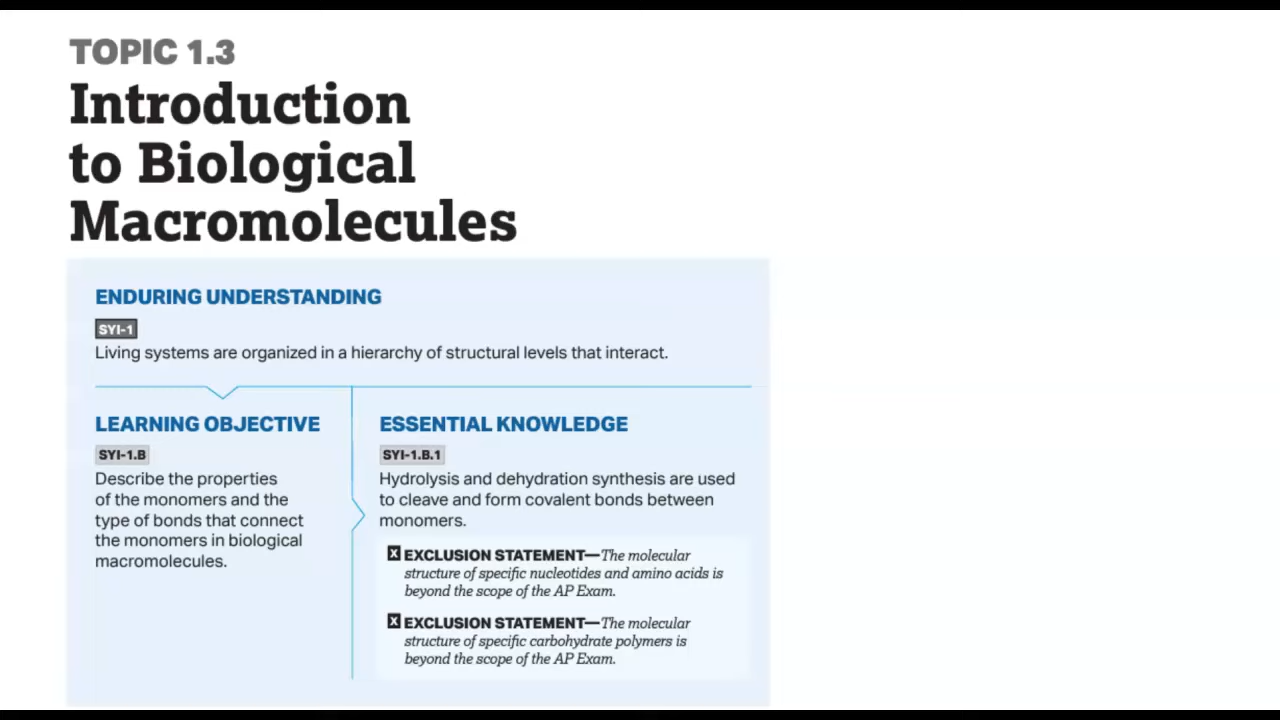 TOPIC 1.3
Introduction
to Biological
Macromolecules
ENDURING UNDERSTANDING
SYI-1
Living systems are organized in a hierarchy of structural levels that interact.
LEARNING OBJECTIVE
SYI-1.B
Describe the properties
of the monomers and the
type of bonds that connect
the monomers in biological
macromolecules.
ESSENTIAL KNOWLEDGE
SYI-1.B.1
Hydrolysis and dehydration synthesis are used
to cleave and form covalent bonds between
monomers.
X EXCLUSION STATEMENT—The molecular
structure of specific nucleotides and amino acids is
beyond the scope of the AP Exam.
X EXCLUSION STATEMENT—The molecular
structure of specific carbohydrate polymers is
beyond the scope of the AP Exam.